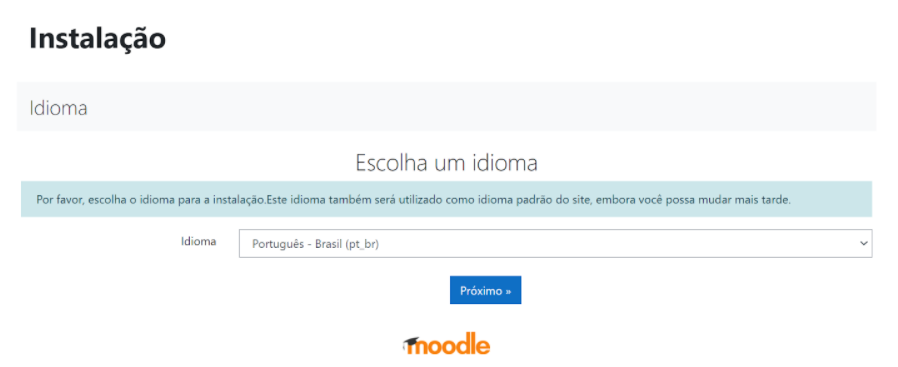 Instalação
Idioma
Escolha um idioma
Por favor, escolha o idioma para a instalação.Este idioma também será utilizado como idioma padrão do site, embora você possa mudar mais tarde.
Idioma
Português - Brasil (pt_br)
Próximo »
moodle